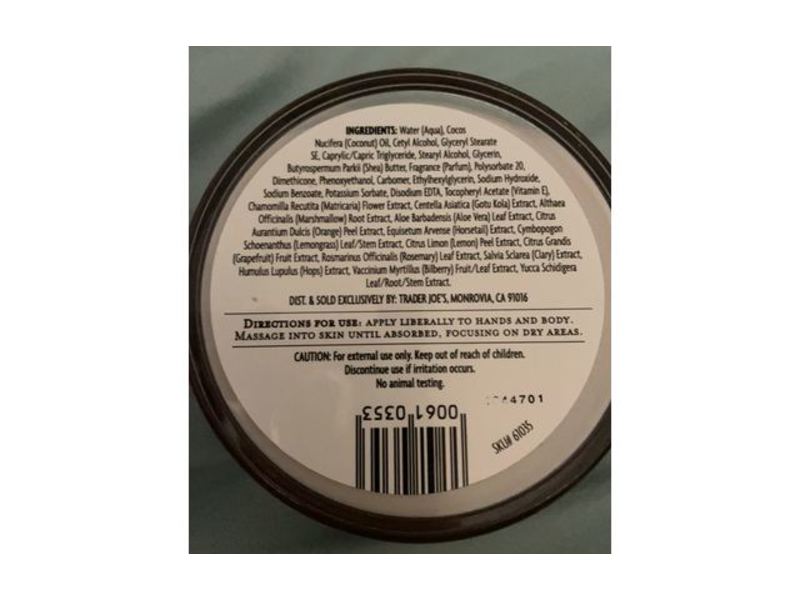 INGREDIENTS: Water (Aqua), Cocos
Nucifera (Coconut) Oil, Cetyl Alcohol, Glyceryl Stearate
SE, Caprylic/Capric Triglyceride, Stearyl Alcohol, Glycerin,
Butyrospermum Parkii (Shea) Butter, Fragrance (Parfum), Polysorbate 20,
Dimethicone, Phenoxyethanol, Carbomer, Ethylhexylglycerin, Sodium Hydroxide,
Sodium Benzoate, Potassium Sorbate, Disodium EDTA, Tocopheryl Acetate (Vitamin E),
Chamomilla Recutita (Matricaria) Flower Extract, Centella Asiatica (Gotu Kola) Extract, Althaea
Officinalis (Marshmallow) Root Extract, Aloe Barbadensis (Aloe Vera) Leaf Extract, Citrus
Aurantium Dulcis (Orange) Peel Extract, Equisetum Arvense (Horsetail) Extract, Cymbopogon
Schoenanthus (Lemongrass) Leaf/Stem Extract, Citrus Limon (Lemon) Peel Extract, Citrus Grandis
(Grapefruit) Fruit Extract, Rosmarinus Officinalis (Rosemary) Leaf Extract, Salvia Sclarea (Clary) Extract,
Humulus Lupulus (Hops) Extract, Vaccinium Myrtillus (Bilberry) Fruit/Leaf Extract, Yucca Schidigera
Leaf/Root/Stem Extract.
DIST. & SOLD EXCLUSIVELY BY: TRADER JOE'S, MONROVIA, CA 91016
DIRECTIONS FOR USE: APPLY LIBERALLY TO HANDS AND BODY.
MASSAGE INTO SKIN UNTIL ABSORBED, FOCUSING ON DRY AREAS.
CAUTION: For external use only. Keep out of reach of children.
Discontinue use if irritation occurs.
No animal testing.
0061 0353
SKU# 61035